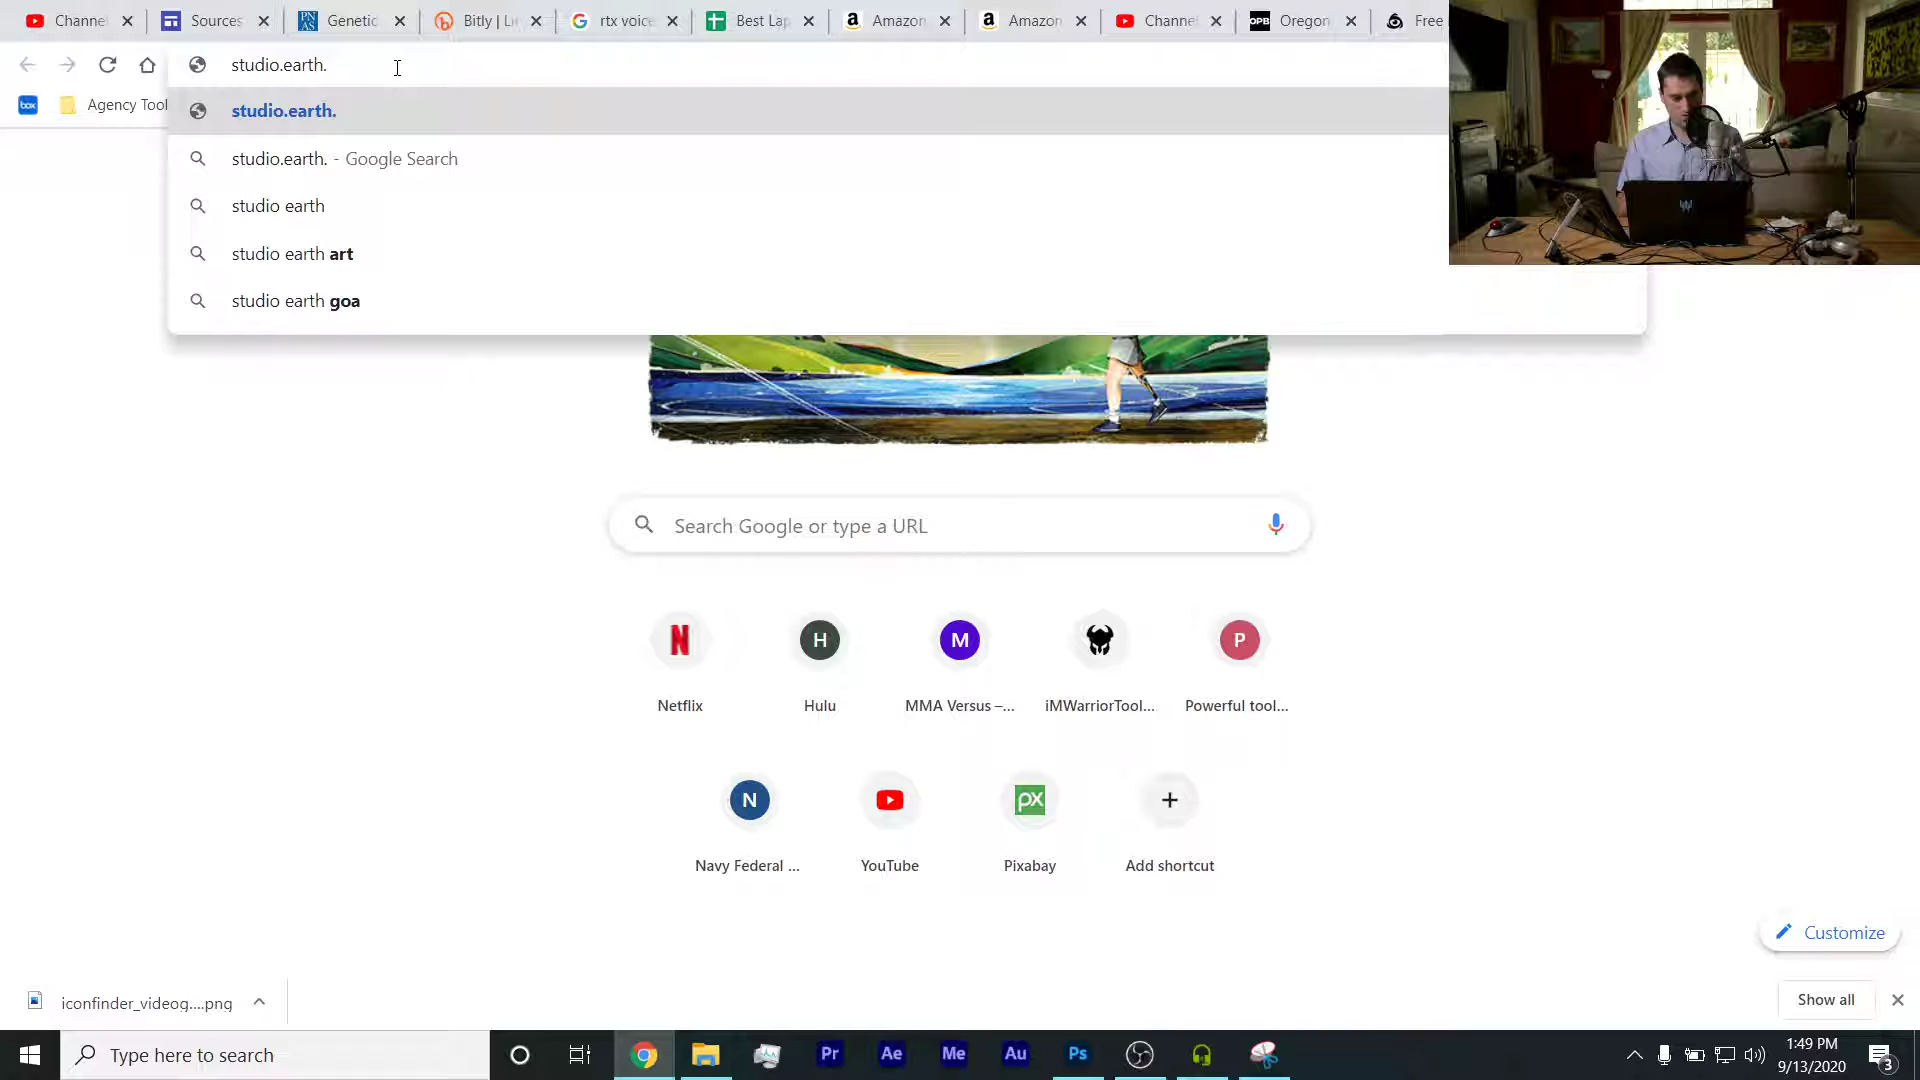 Channe
Sources
Genetic
Bitly | Li
rtx voice
Best Lap
Amazon
Amazon
Channe
Oregon
Free
studio.earth.
box
Agency Tool
studio.earth.
studio.earth. - Google Search
studio earth
studio earth art
studio earth goa
Search Google or type a URL
Netflix
H
Hulu
M
MMA Versus –...
iMWarriorTool...
P
Powerful tool...
N
Navy Federal ...
YouTube
px
Pixabay
Add shortcut
Customize
iconfinder_videog....png
Show all
Type here to search
Pr
Ae
Me
Au
Ps
1:49 PM
9/13/2020
3